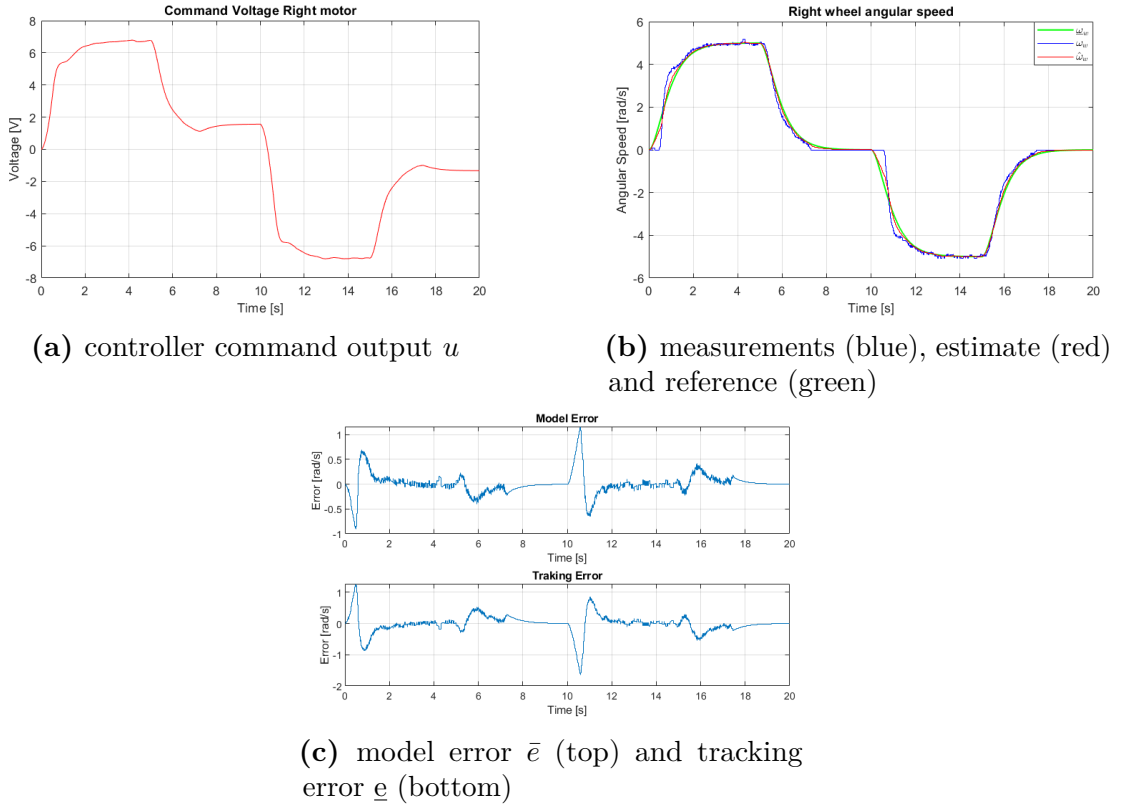 Command Voltage Right motor
8
6
4
2
0
-2
-4
-6
-8
Voltage [V]
0 2 4 6 8 10 12 14 16 18 20
Time [s]
(a) controller command output u
Right wheel angular speed
6
4
2
0
-2
-4
-6
Angular Speed [rad/s]
0 2 4 6 8 10 12 14 16 18 20
Time [s]
ω̲_w
ω_w
ω̂_w
(b) measurements (blue), estimate (red)
and reference (green)
Model Error
1
0.5
0
-0.5
-1
Error [rad/s]
0 2 4 6 8 10 12 14 16 18 20
Time [s]
Traking Error
1
0
-1
-2
Error [rad/s]
0 2 4 6 8 10 12 14 16 18 20
Time [s]
(c) model error ē (top) and tracking
error e̲ (bottom)